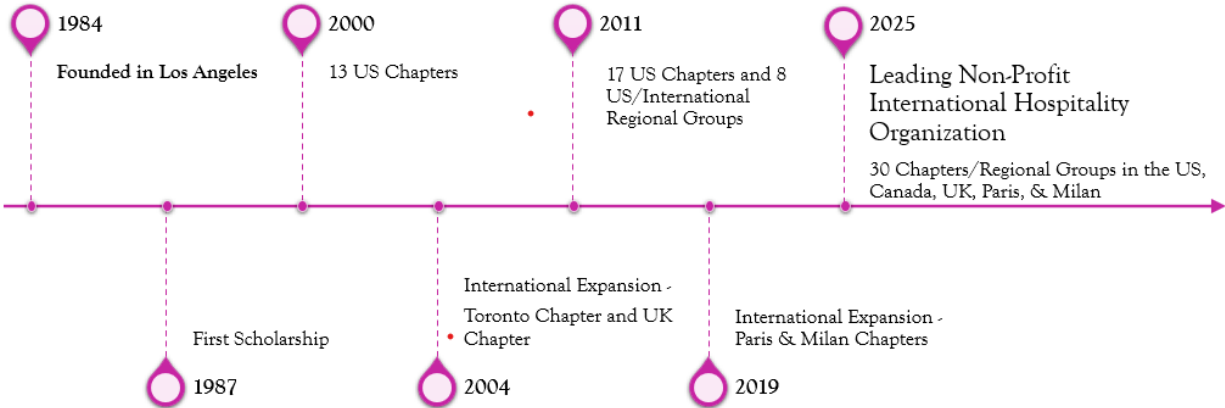 1984
Founded in Los Angeles
2000
13 US Chapters
2011
17 US Chapters and 8
US/International
Regional Groups
2025
Leading Non-Profit
International Hospitality
Organization
30 Chapters/Regional Groups in the US,
Canada, UK, Paris, & Milan
First Scholarship
1987
International Expansion -
Toronto Chapter and UK
Chapter
2004
International Expansion -
Paris & Milan Chapters
2019